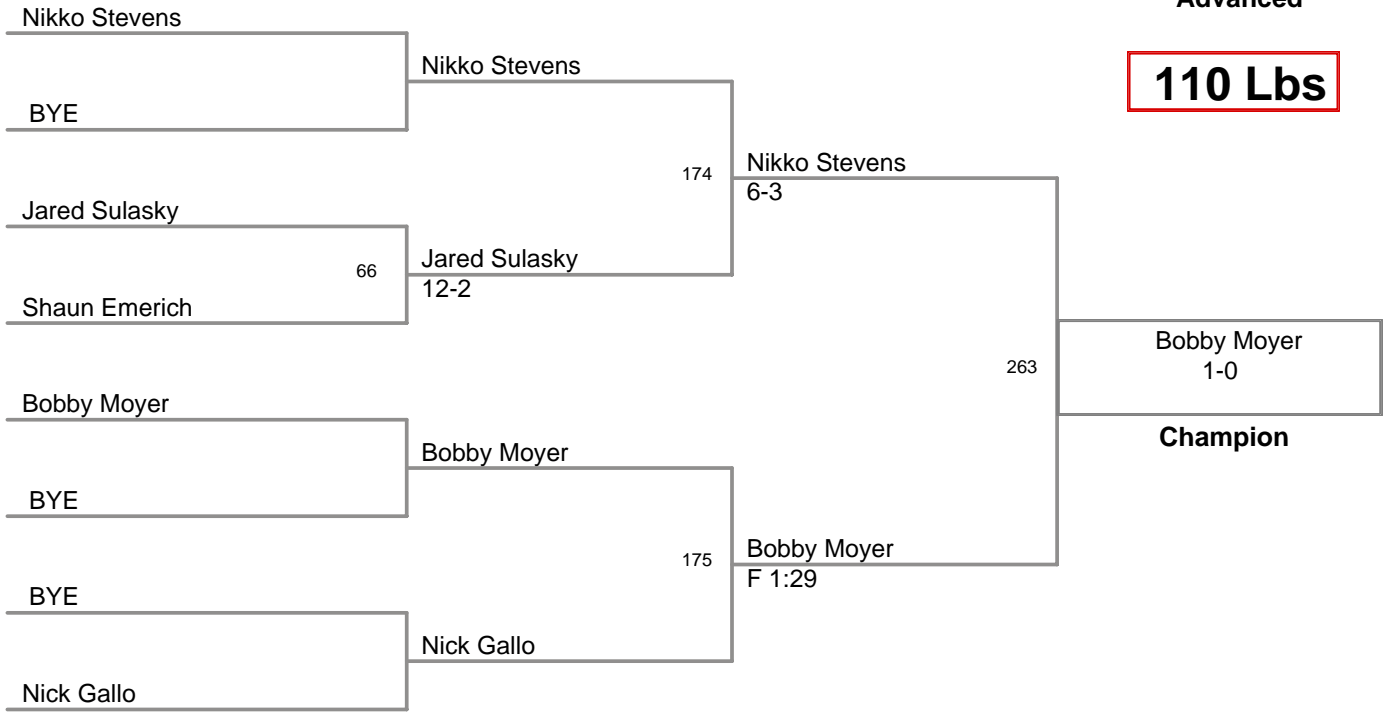 Advanced
110 Lbs
Nikko Stevens
BYE
Jared Sulasky
Shaun Emerich
Bobby Moyer
BYE
BYE
Nick Gallo
66
Nikko Stevens
Jared Sulasky
12-2
Bobby Moyer
Nick Gallo
174
175
Nikko Stevens
6-3
Bobby Moyer
F 1:29
263
Bobby Moyer
1-0
Champion